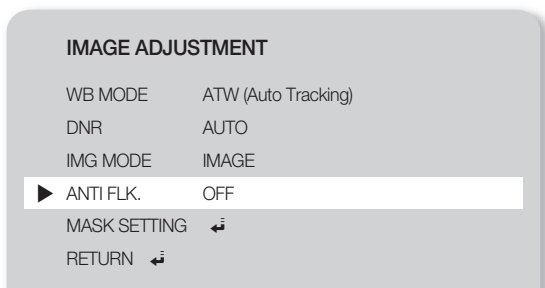 IMAGE ADJUSTMENT
WB MODE ATW (Auto Tracking)
DNR AUTO
IMG MODE IMAGE
ANTI FLK. OFF
MASK SETTING
RETURN